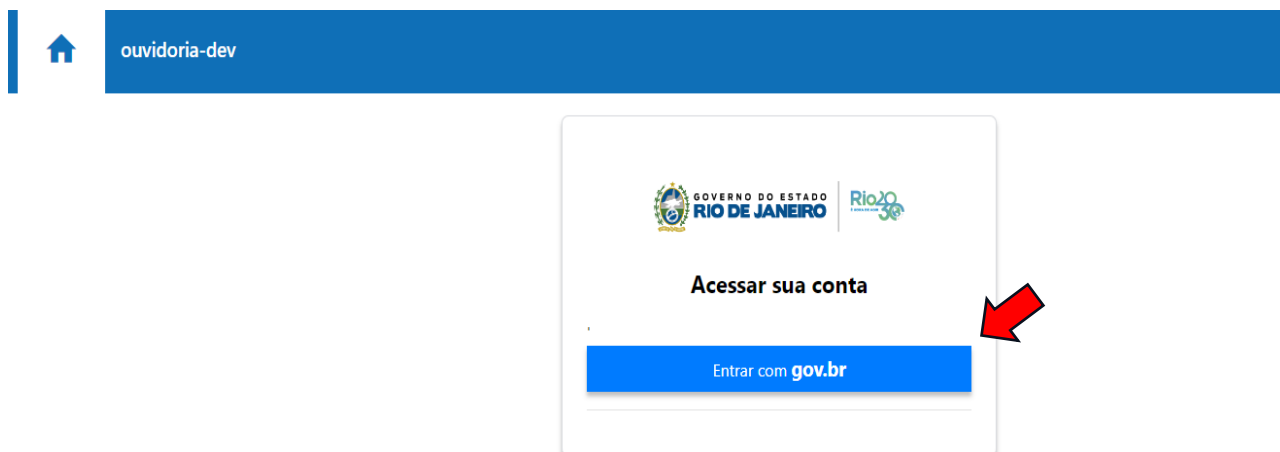 ouvidoria-dev
GOVERNO DO ESTADO
RIO DE JANEIRO
Rio2030
Acessar sua conta
Entrar com gov.br